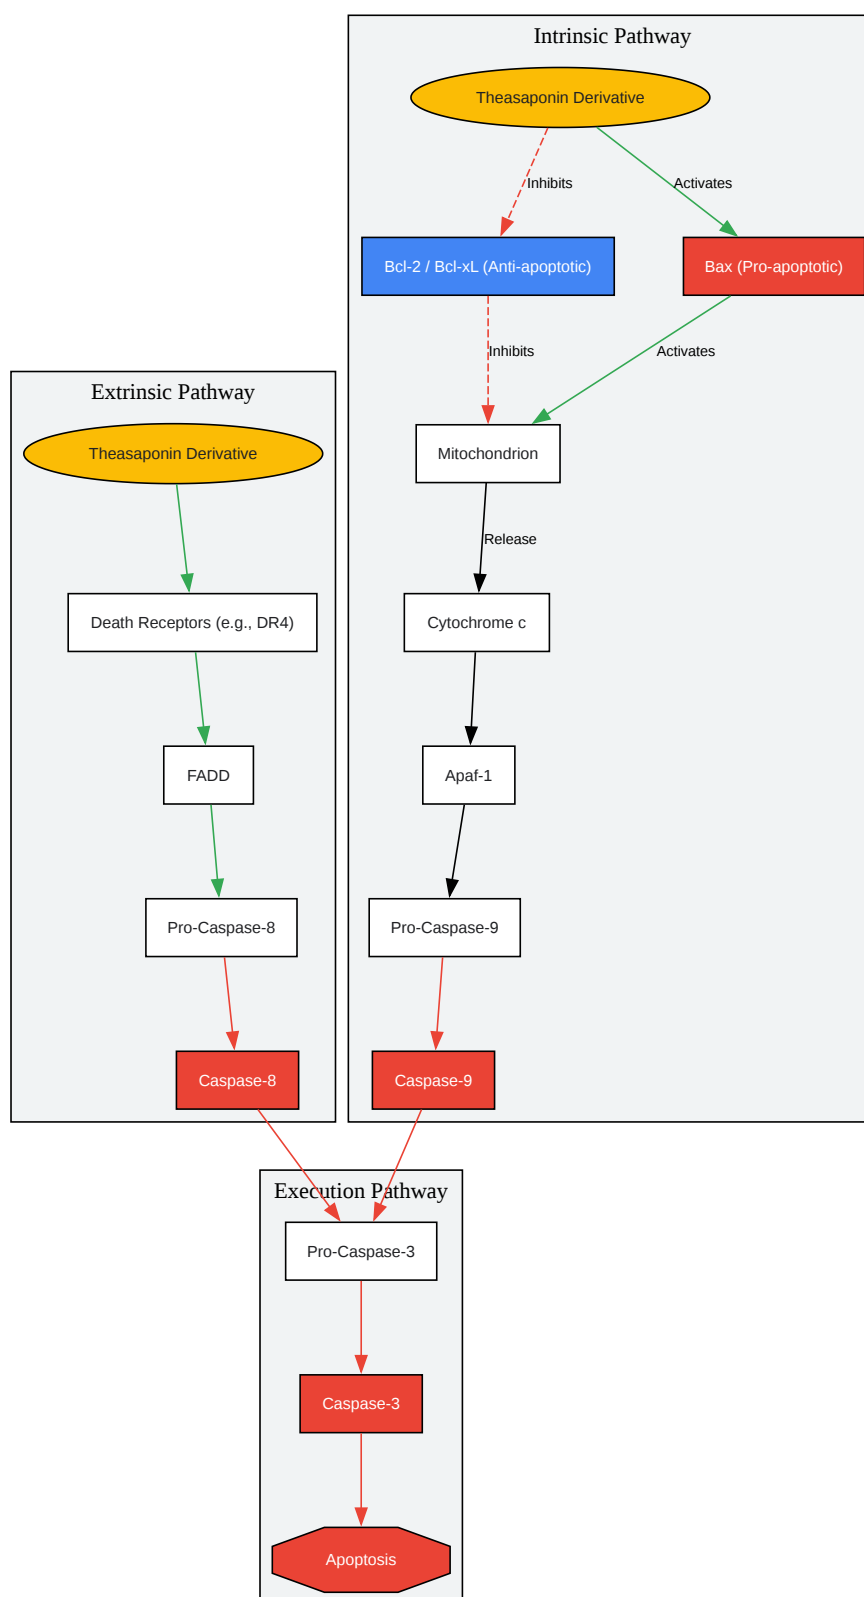 Intrinsic Pathway
Theasaponin Derivative
Inhibits
Activates
Bcl-2 / Bcl-xL (Anti-apoptotic)
Bax (Pro-apoptotic)
Inhibits
Activates
Mitochondrion
Release
Cytochrome c
Apaf-1
Pro-Caspase-9
Caspase-9
Extrinsic Pathway
Theasaponin Derivative
Death Receptors (e.g., DR4)
FADD
Pro-Caspase-8
Caspase-8
Execution Pathway
Pro-Caspase-3
Caspase-3
Apoptosis